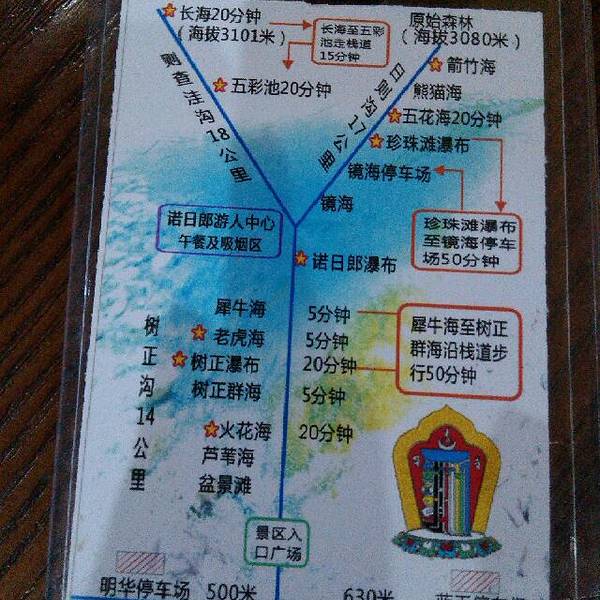 长海20分钟
（海拔3101米）
长海至五彩
池走栈道
15分钟
原始森林
（海拔3080米）
箭竹海
五彩池20分钟
熊猫海
则查洼沟18公里
日则沟17公里
五花海20分钟
珍珠滩瀑布
镜海停车场
镜海
诺日郎游人中心
午餐及吸烟区
珍珠滩瀑布
至镜海停车
场50分钟
诺日郎瀑布
犀牛海 5分钟
老虎海 5分钟
树正瀑布 20分钟
树正群海 5分钟
犀牛海至树正
群海沿栈道步
行50分钟
树正沟14公里
火花海 20分钟
芦苇海
盆景滩
景区入
口广场
明华停车场 500米 630米